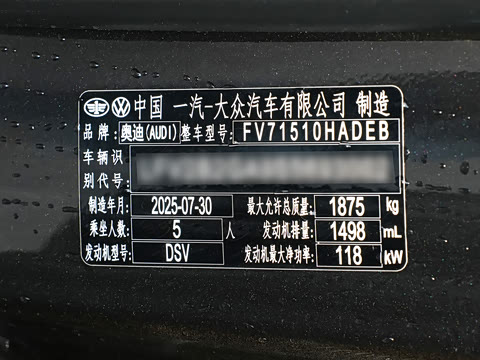 中国 一汽-大众汽车有限公司 制造
品牌: 奥迪(AUDI) 整车型号: FV71510HADEB
车辆识
别代号:
制造年月: 2025-07-30 最大允许总质量: 1875 kg
乘坐人数: 5 人 发动机排量: 1498 mL
发动机型号: DSV 发动机最大净功率: 118 kW